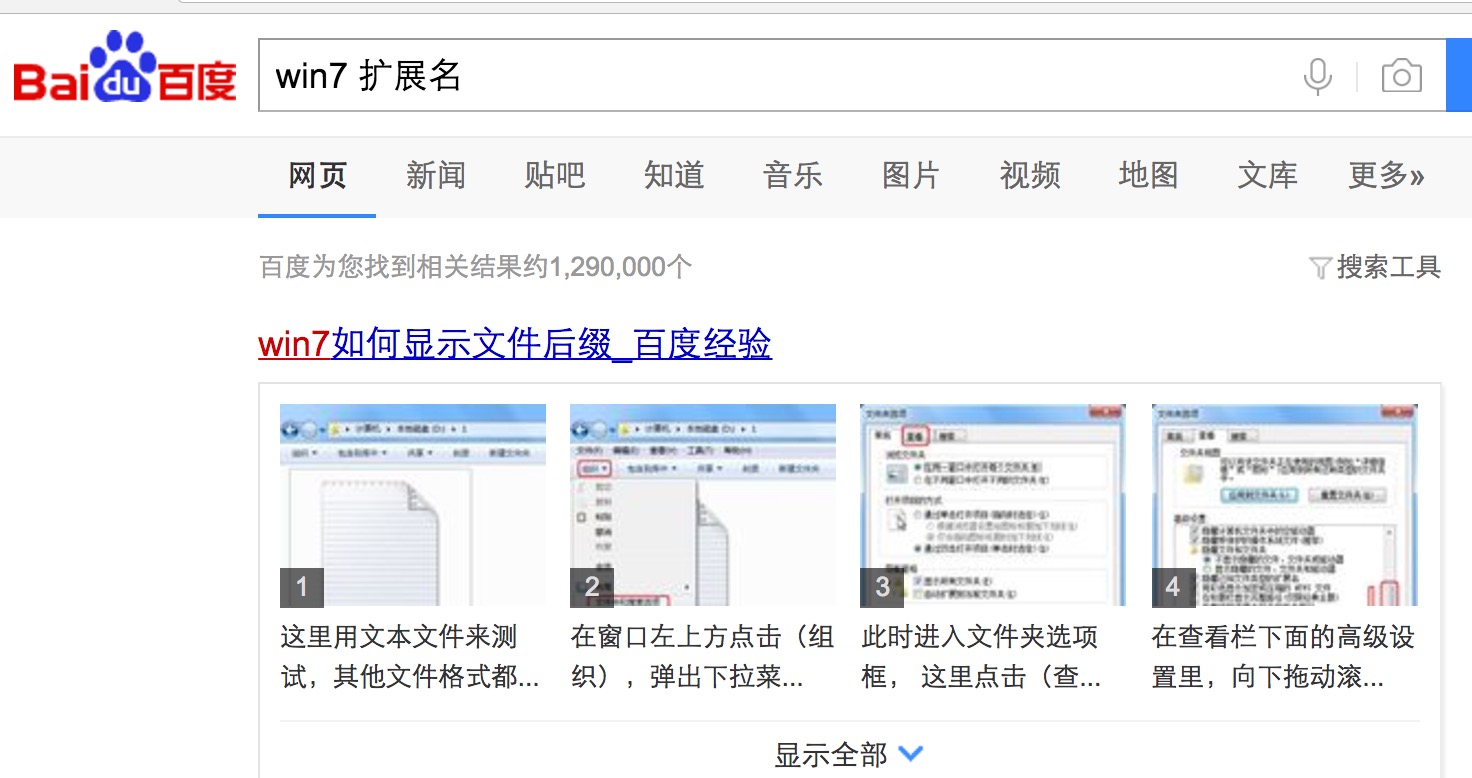 Bai du 百度
win7 扩展名
网页 新闻 贴吧 知道 音乐 图片 视频 地图 文库 更多»
百度为您找到相关结果约1,290,000个 搜索工具
win7如何显示文件后缀_百度经验
1 2 3 4
这里用文本文件来测
试，其他文件格式都...
在窗口左上方点击（组
织），弹出下拉菜...
此时进入文件夹选项
框， 这里点击（查...
在查看栏下面的高级设
置里，向下拖动滚...
显示全部